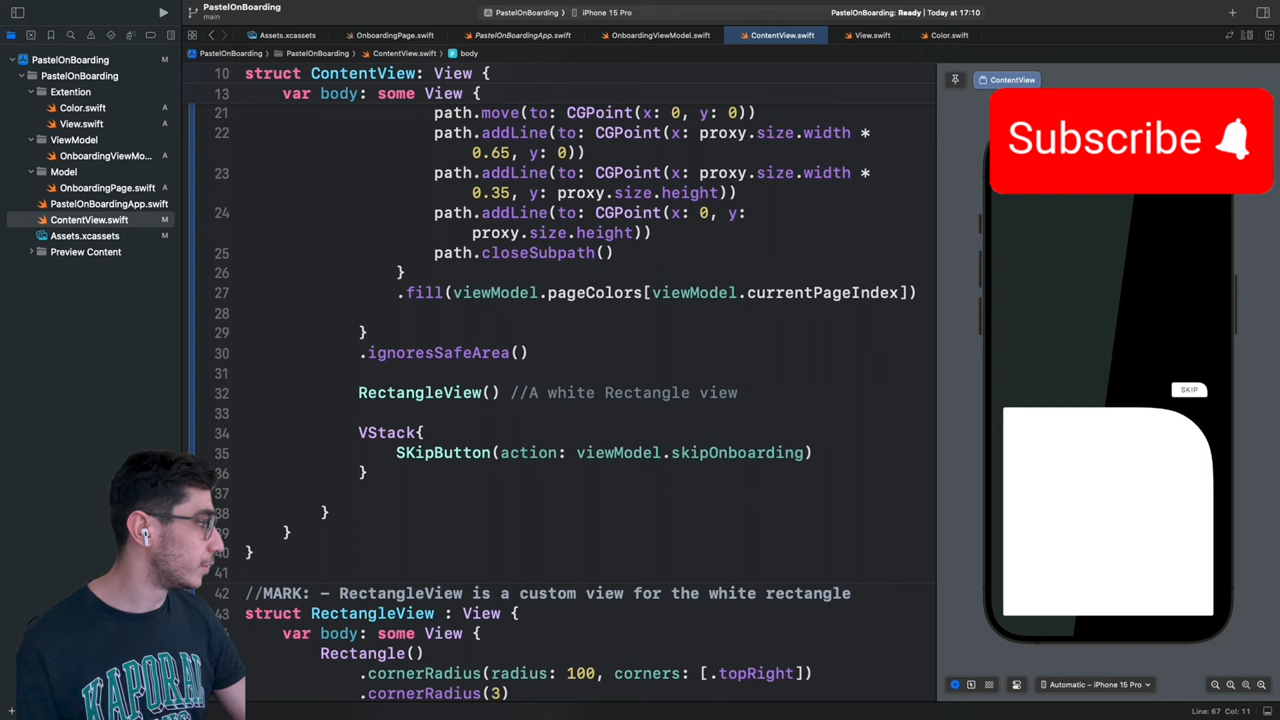 PastelOnBoarding
main
PastelOnBoarding
iPhone 15 Pro
PastelOnBoarding: Ready | Today at 17:10
Assets.xcassets
OnboardingPage.swift
PastelOnBoardingApp.swift
OnboardingViewModel.swift
ContentView.swift
View.swift
Color.swift
PastelOnBoarding
PastelOnBoarding
ContentView.swift
body
PastelOnBoarding M
PastelOnBoarding
Extention
Color.swift A
View.swift A
ViewModel
OnboardingViewMo... A
Model
OnboardingPage.swift A
PastelOnBoardingApp.swift
ContentView.swift M
Assets.xcassets M
Preview Content
10 struct ContentView: View {
13 var body: some View {
21 path.move(to: CGPoint(x: 0, y: 0))
22 path.addLine(to: CGPoint(x: proxy.size.width *
0.65, y: 0))
23 path.addLine(to: CGPoint(x: proxy.size.width *
0.35, y: proxy.size.height))
24 path.addLine(to: CGPoint(x: 0, y:
proxy.size.height))
25 path.closeSubpath()
26 }
27 .fill(viewModel.pageColors[viewModel.currentPageIndex])
28
29 }
30 .ignoresSafeArea()
31
32 RectangleView() //A white Rectangle view
33
34 VStack{
35 SKipButton(action: viewModel.skipOnboarding)
36 }
37
38 }
39 }
40 }
41
42 //MARK: - RectangleView is a custom view for the white rectangle
43 struct RectangleView : View {
44 var body: some View {
45 Rectangle()
46 .cornerRadius(radius: 100, corners: [.topRight])
47 .cornerRadius(3)
ContentView
Subscribe
SKIP
KAPORAL
Automatic – iPhone 15 Pro
Line: 67 Col: 11